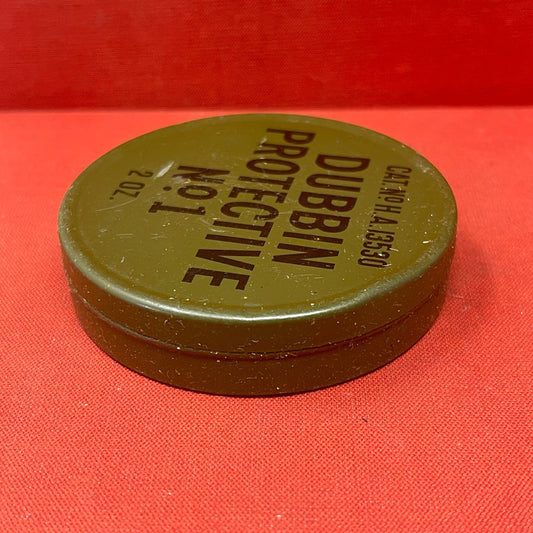 CAT. No H.A. 13530
DUBBIN
PROTECTIVE
No. 1
2 OZ.